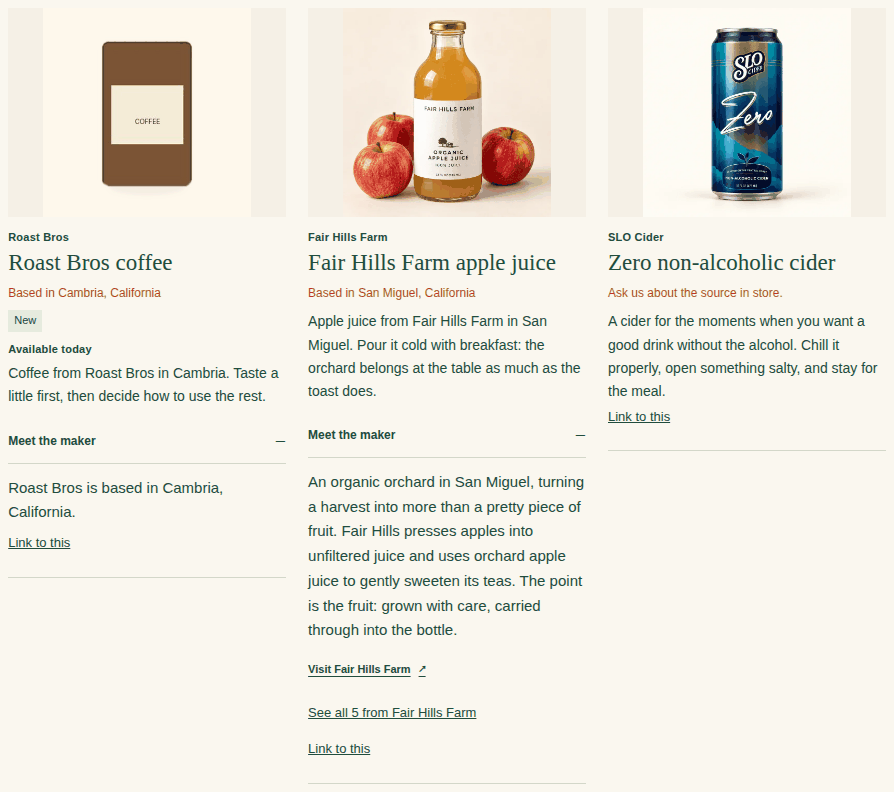 COFFEE
Roast Bros
Roast Bros coffee
Based in Cambria, California
New
Available today
Coffee from Roast Bros in Cambria. Taste a
little first, then decide how to use the rest.
Meet the maker —
Roast Bros is based in Cambria,
California.
Link to this
FAIR HILLS FARM
ORGANIC
APPLE JUICE
Fair Hills Farm
Fair Hills Farm apple juice
Based in San Miguel, California
Apple juice from Fair Hills Farm in San
Miguel. Pour it cold with breakfast: the
orchard belongs at the table as much as the
toast does.
Meet the maker —
An organic orchard in San Miguel, turning
a harvest into more than a pretty piece of
fruit. Fair Hills presses apples into
unfiltered juice and uses orchard apple
juice to gently sweeten its teas. The point
is the fruit: grown with care, carried
through into the bottle.
Visit Fair Hills Farm ↗
See all 5 from Fair Hills Farm
Link to this
SLO
CIDER
Zero
NON-ALCOHOLIC CIDER
SLO Cider
Zero non-alcoholic cider
Ask us about the source in store.
A cider for the moments when you want a
good drink without the alcohol. Chill it
properly, open something salty, and stay for
the meal.
Link to this